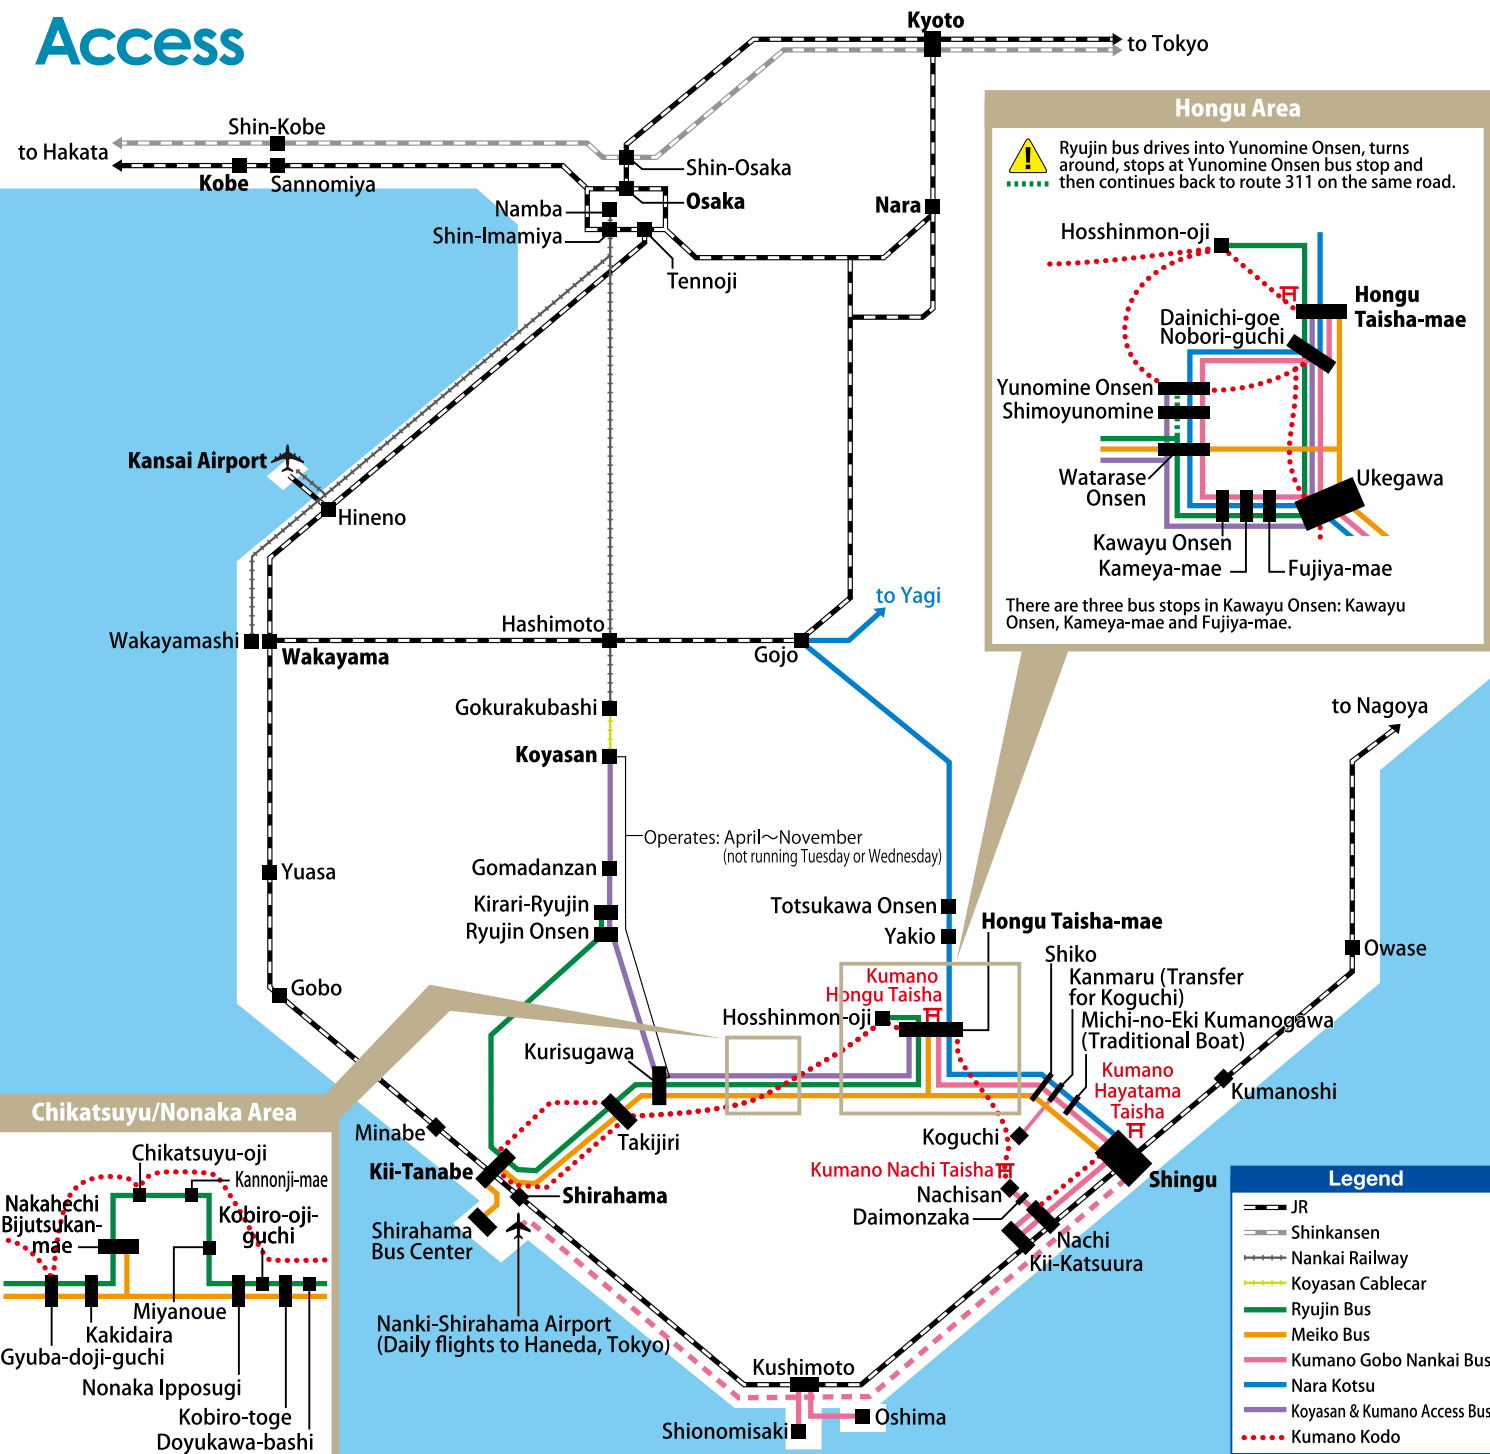 Access
Kyoto
to Tokyo
Shin-Kobe
to Hakata
Kobe
Sannomiya
Shin-Osaka
Osaka
Namba
Shin-Imamiya
Tennoji
Nara
Kansai Airport
Hineno
Wakayamashi
Wakayama
Hashimoto
Gojo
to Yagi
Gokurakubashi
Koyasan
Operates: April～November
(not running Tuesday or Wednesday)
Gomadanzan
Kirari-Ryujin
Ryujin Onsen
Yuasa
Gobo
Totsukawa Onsen
Yakio
Hongu Taisha-mae
Kumano
Hongu Taisha
Hosshinmon-oji
Shiko
Kanmaru (Transfer
for Koguchi)
Michi-no-Eki Kumanogawa
(Traditional Boat)
Kumano
Hayatama
Taisha
to Nagoya
Owase
Kumanoshi
Kurisugawa
Takijiri
Minabe
Kii-Tanabe
Shirahama
Shirahama
Bus Center
Nanki-Shirahama Airport
(Daily flights to Haneda, Tokyo)
Koguchi
Kumano Nachi Taisha
Nachisan
Daimonzaka
Nachi
Kii-Katsuura
Shingu
Kushimoto
Shionomisaki
Oshima
Hongu Area
Ryujin bus drives into Yunomine Onsen, turns
around, stops at Yunomine Onsen bus stop and
then continues back to route 311 on the same road.
Hosshinmon-oji
Hongu
Taisha-mae
Dainichi-goe
Nobori-guchi
Yunomine Onsen
Shimoyunomine
Watarase
Onsen
Ukegawa
Kawayu Onsen
Kameya-mae
Fujiya-mae
There are three bus stops in Kawayu Onsen: Kawayu
Onsen, Kameya-mae and Fujiya-mae.
Chikatsuyu/Nonaka Area
Chikatsuyu-oji
Kannonji-mae
Nakahechi
Bijutsukan-
mae
Kobiro-oji-
guchi
Miyanoue
Kakidaira
Gyuba-doji-guchi
Nonaka Ipposugi
Kobiro-toge
Doyukawa-bashi
Legend
JR
Shinkansen
Nankai Railway
Koyasan Cablecar
Ryujin Bus
Meiko Bus
Kumano Gobo Nankai Bus
Nara Kotsu
Koyasan & Kumano Access Bus
Kumano Kodo